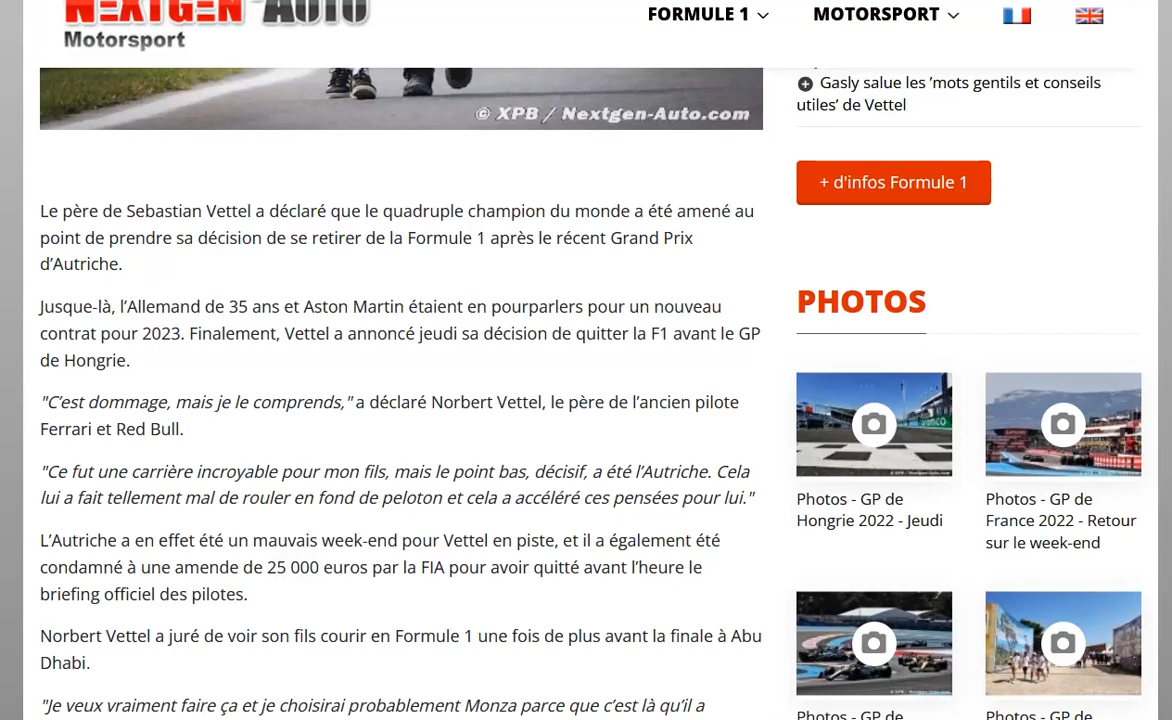 NEXTGEN-AUTO
Motorsport
FORMULE 1
MOTORSPORT
© XPB / Nextgen-Auto.com
Gasly salue les ’mots gentils et conseils
utiles’ de Vettel
+ d'infos Formule 1
Le père de Sebastian Vettel a déclaré que le quadruple champion du monde a été amené au
point de prendre sa décision de se retirer de la Formule 1 après le récent Grand Prix
d’Autriche.
Jusque-là, l’Allemand de 35 ans et Aston Martin étaient en pourparlers pour un nouveau
contrat pour 2023. Finalement, Vettel a annoncé jeudi sa décision de quitter la F1 avant le GP
de Hongrie.
"C’est dommage, mais je le comprends," a déclaré Norbert Vettel, le père de l’ancien pilote
Ferrari et Red Bull.
"Ce fut une carrière incroyable pour mon fils, mais le point bas, décisif, a été l’Autriche. Cela
lui a fait tellement mal de rouler en fond de peloton et cela a accéléré ces pensées pour lui."
L’Autriche a en effet été un mauvais week-end pour Vettel en piste, et il a également été
condamné à une amende de 25 000 euros par la FIA pour avoir quitté avant l’heure le
briefing officiel des pilotes.
Norbert Vettel a juré de voir son fils courir en Formule 1 une fois de plus avant la finale à Abu
Dhabi.
"Je veux vraiment faire ça et je choisirai probablement Monza parce que c’est là qu’il a
PHOTOS
Photos - GP de
Hongrie 2022 - Jeudi
Photos - GP de
France 2022 - Retour
sur le week-end
Photos - GP de
Photos - GP de